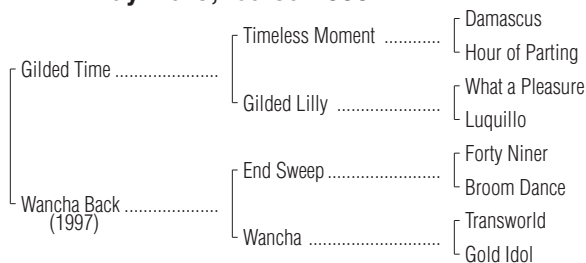 Damascus
Timeless Moment ............
Hour of Parting
Gilded Time ......................
What a Pleasure
Gilded Lilly ......................
Luquillo
Forty Niner
End Sweep ........................
Broom Dance
Wancha Back ....................
(1997)
Transworld
Wancha ............................
Gold Idol